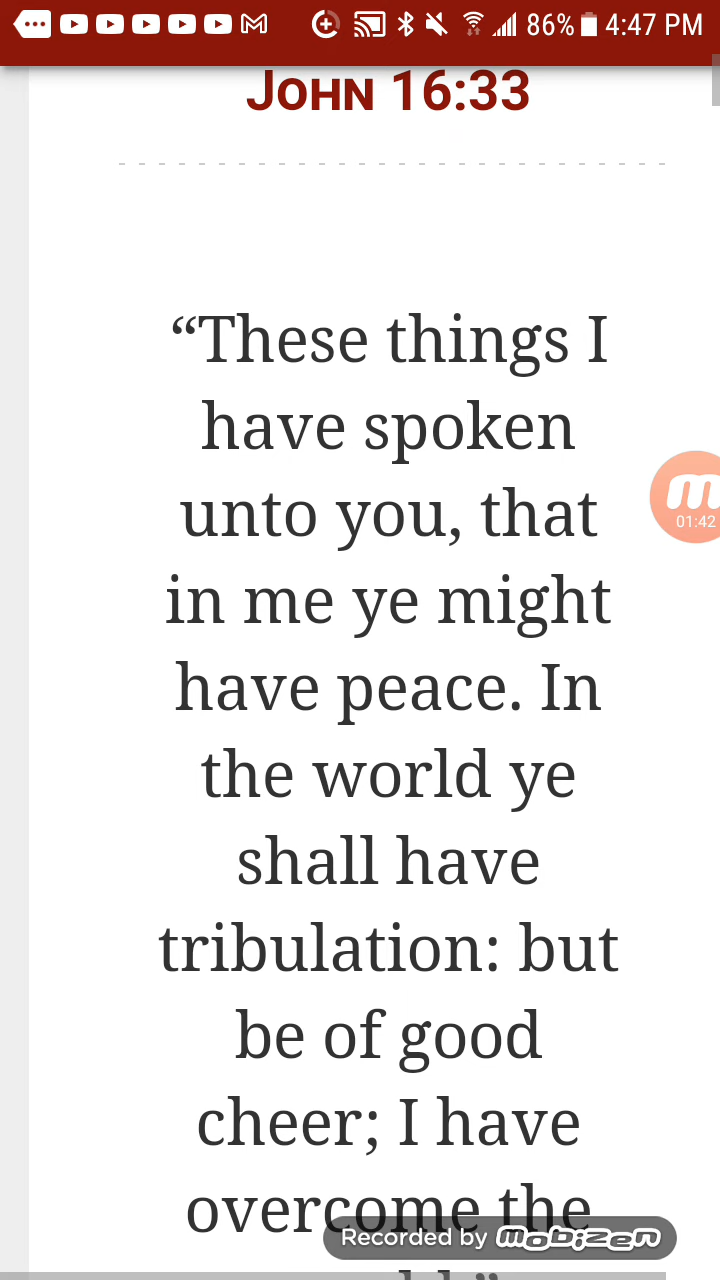 86% 4:47 PM
John 16:33
“These things I
have spoken
unto you, that
in me ye might
have peace. In
the world ye
shall have
tribulation: but
be of good
cheer; I have
overcome the
01:42
Recorded by mobizen